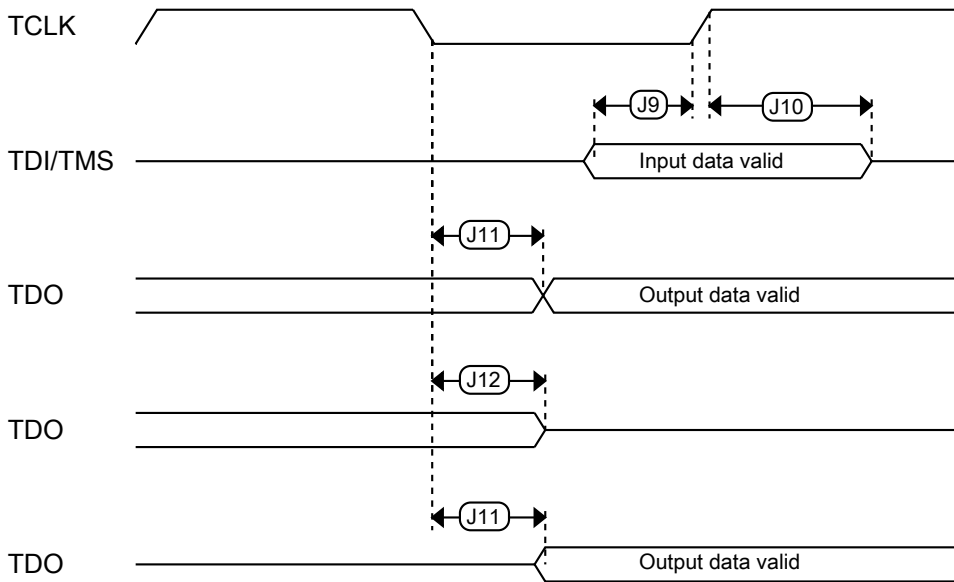 TCLK
J9
J10
TDI/TMS
Input data valid
J11
TDO
Output data valid
J12
TDO
J11
TDO
Output data valid